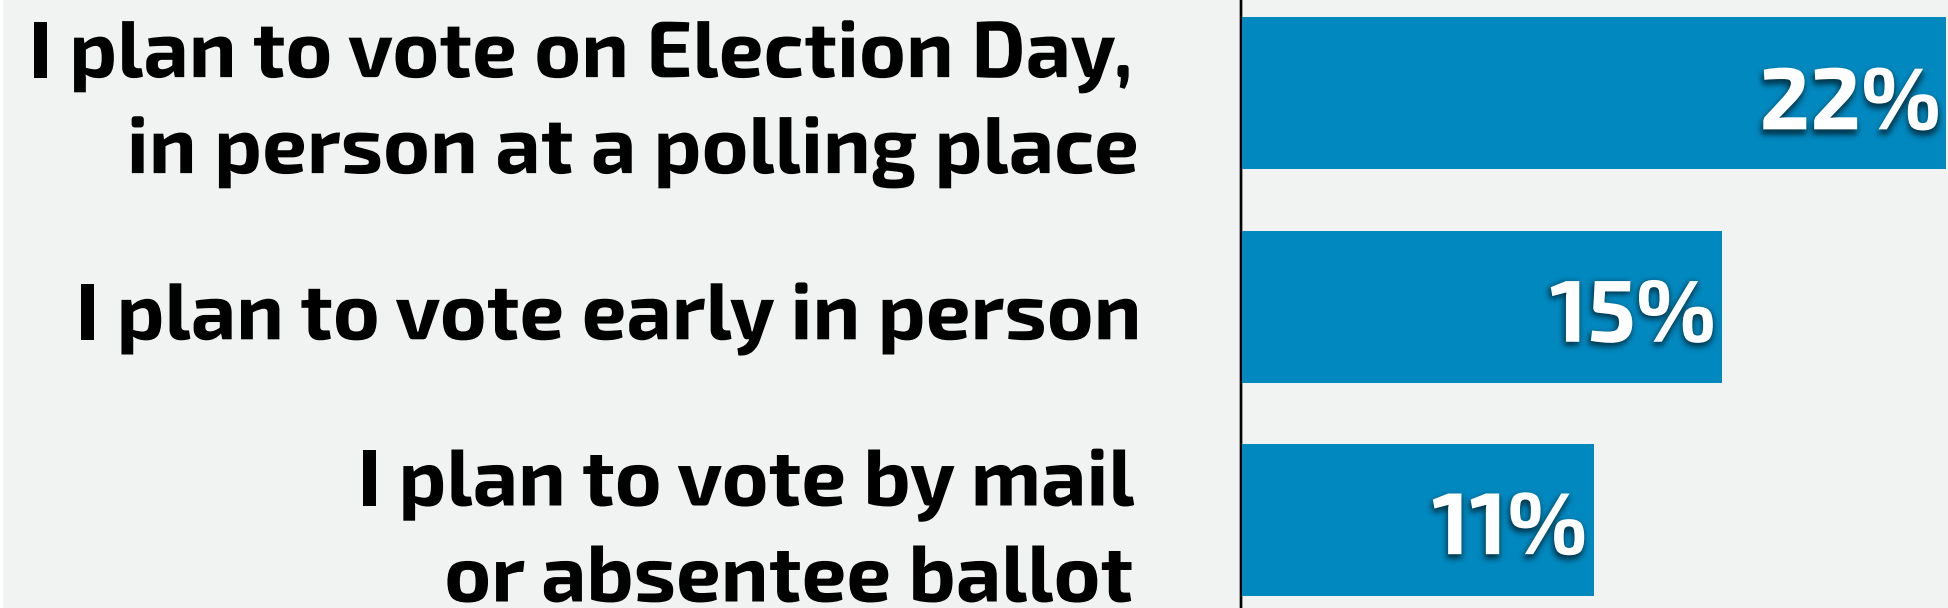 I plan to vote on Election Day,
in person at a polling place
22%
I plan to vote early in person
15%
I plan to vote by mail
or absentee ballot
11%